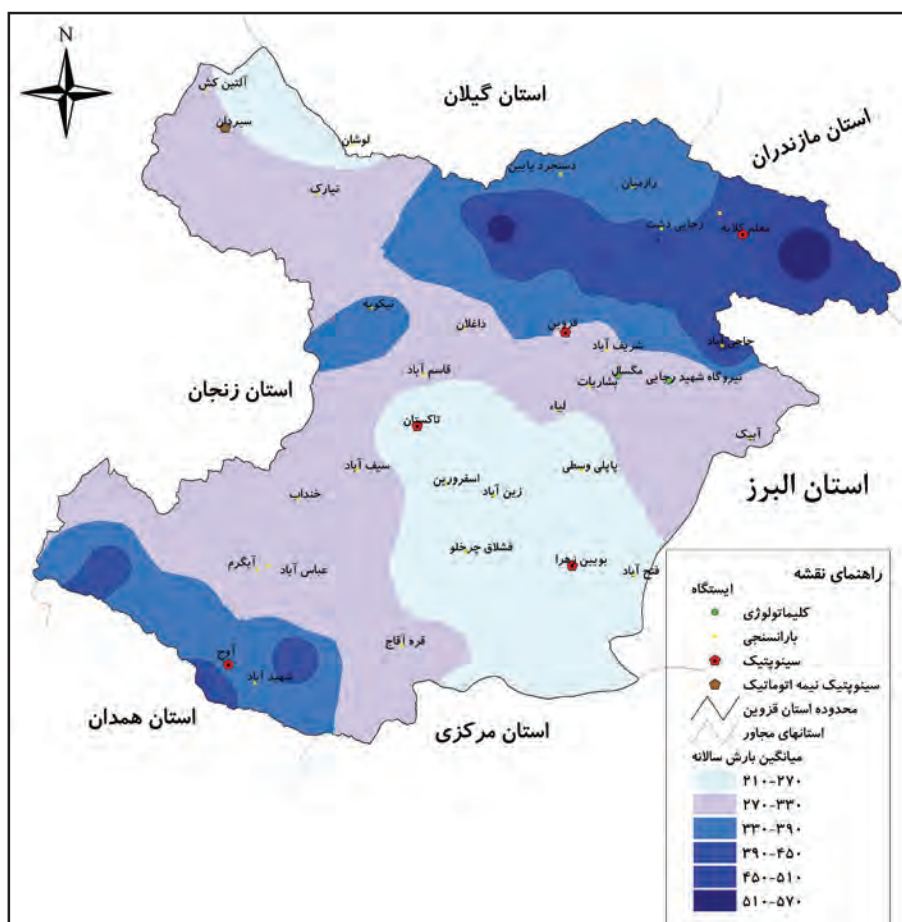 N
آلتین کش
سیردان
لوشان
استان گیلان
استان مازندران
دستجرد پایین
رازمیان
تیارک
رجایی دشت
معلم کلایه
نیکویه
داغلان
قزوین
شریف آباد
حاجی آباد
استان زنجان
قاسم آباد
مگسال
بشاریات
نیروگاه شهید رجایی
لیاء
تاکستان
آبیک
سیف آباد
پاپلی وسطی
استان البرز
خنداب
اسفرورین
زین آباد
قشلاق چرخلو
آبگرم
عباس آباد
بویین زهرا
فتح آباد
قره آقاج
آوج
شهید آباد
استان همدان
استان مرکزی
راهنمای نقشه
ایستگاه
کلیماتولوژی
بارانسنجی
سینوپتیک
سینوپتیک نیمه اتوماتیک
محدوده استان قزوین
استانهای مجاور
میانگین بارش سالانه
۲۱۰-۲۷۰
۲۷۰-۳۳۰
۳۳۰-۳۹۰
۳۹۰-۴۵۰
۴۵۰-۵۱۰
۵۱۰-۵۷۰